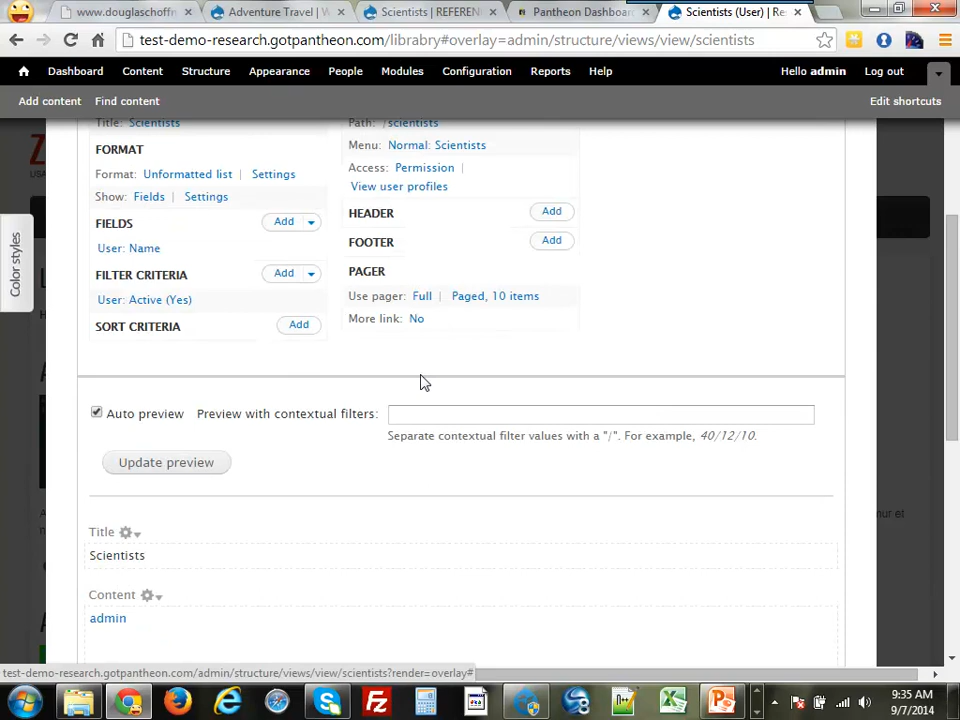 www.douglaschoffn
Adventure Travel | W
Scientists | REFEREN
Pantheon Dashboar
Scientists (User) | Re
test-demo-research.gotpantheon.com/librabry#overlay=admin/structure/views/view/scientists
Dashboard Content Structure Appearance People Modules Configuration Reports Help Hello admin Log out
Add content Find content Edit shortcuts
Title: Scientists
Path: /scientists
FORMAT
Menu: Normal: Scientists
Format: Unformatted list | Settings
Access: Permission |
View user profiles
Show: Fields | Settings
HEADER Add
FIELDS Add
FOOTER Add
User: Name
PAGER
FILTER CRITERIA Add
Use pager: Full | Paged, 10 items
User: Active (Yes)
More link: No
SORT CRITERIA Add
Color styles
Auto preview Preview with contextual filters:
Separate contextual filter values with a "/". For example, 40/12/10.
Update preview
Title
Scientists
Content
admin
test-demo-research.gotpantheon.com/admin/structure/views/view/scientists?render=overlay#
9:35 AM
9/7/2014